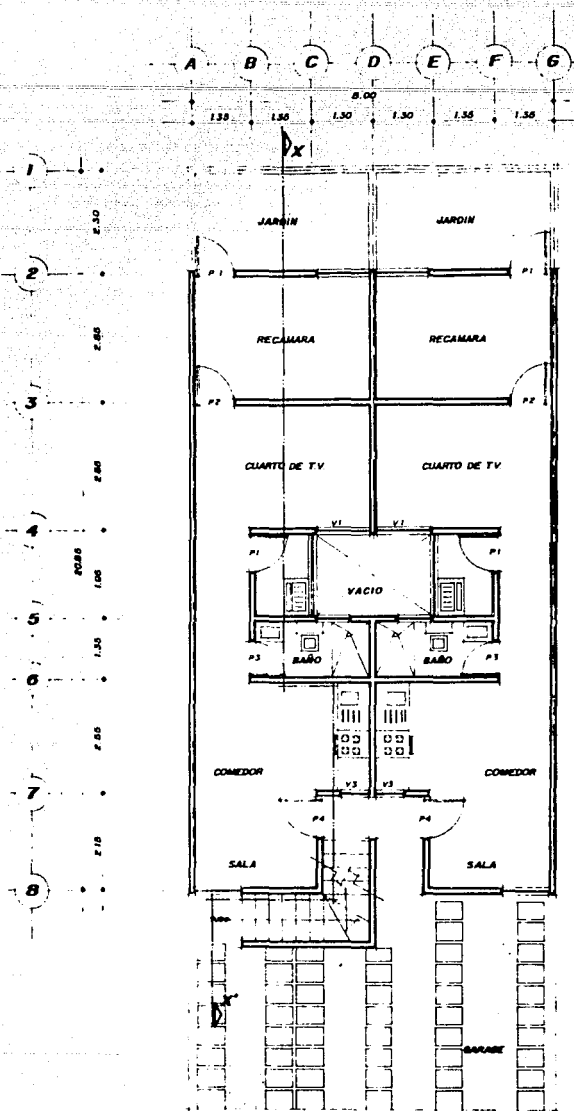 A B C D E F G
8.00
1.35 1.35 1.30 1.30 1.35 1.35
X
1
2.30
JARDIN JARDIN
2
P1 P1
2.85
RECAMARA RECAMARA
3
P2 P2
2.85
CUARTO DE T.V. CUARTO DE T.V.
4
V1 V1
P1 P1
20.85
1.95
VACIO
5
1.35
P3 BAÑO BAÑO P3
6
2.55
COMEDOR COMEDOR
7
V3 V3
P4 P4
2.15
SALA SALA
8
X'
GARAGE